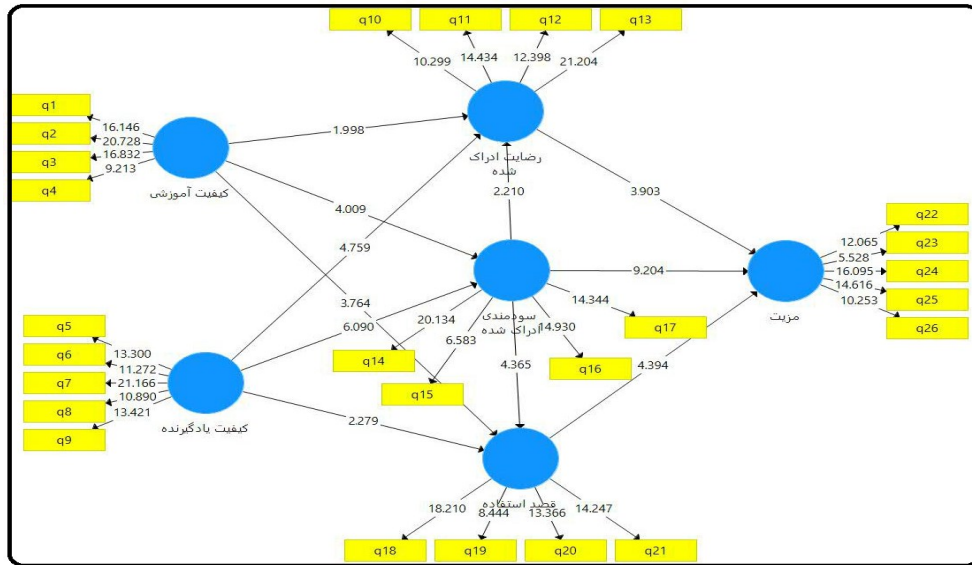 q10
q11
q12
q13
10.299
14.434
12.398
21.204
q1
q2
q3
q4
16.146
20.728
16.832
9.213
کیفیت آموزشی
1.998
رضایت ادراک
شده
4.009
4.759
3.764
2.210
3.903
q5
q6
q7
q8
q9
13.300
11.272
21.166
10.890
13.421
کیفیت یادگیرنده
6.090
2.279
سودمندی
ادراک شده
9.204
20.134
6.583
14.930
14.344
q14
q15
q16
q17
4.365
4.394
مزیت
12.065
5.528
16.095
14.616
10.253
q22
q23
q24
q25
q26
قصد استفاده
18.210
8.444
13.366
14.247
q18
q19
q20
q21